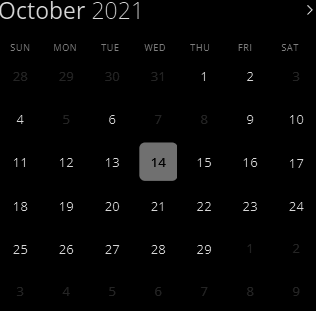 October 2021
SUN MON TUE WED THU FRI SAT
28 29 30 31 1 2 3
4 5 6 7 8 9 10
11 12 13 14 15 16 17
18 19 20 21 22 23 24
25 26 27 28 29 1 2
3 4 5 6 7 8 9